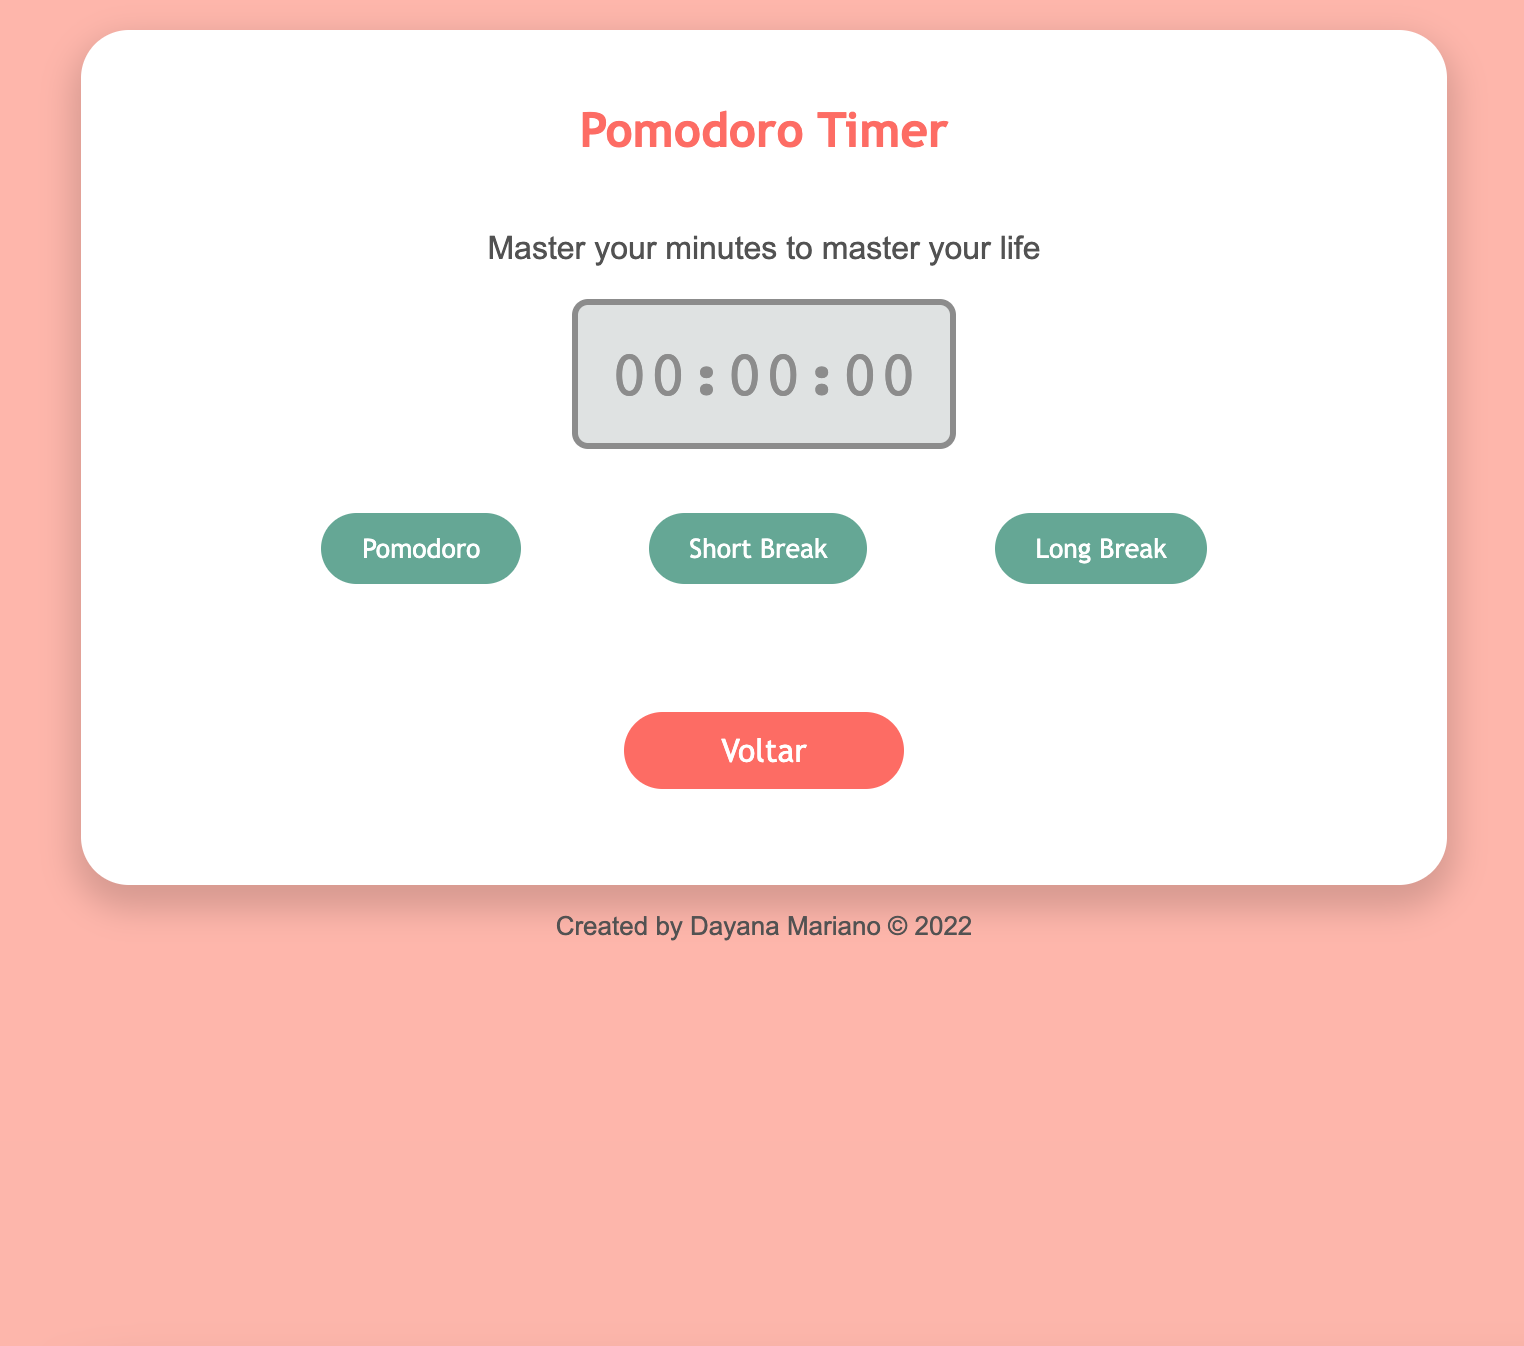 Pomodoro Timer
Master your minutes to master your life
00:00:00
Pomodoro
Short Break
Long Break
Voltar
Created by Dayana Mariano © 2022